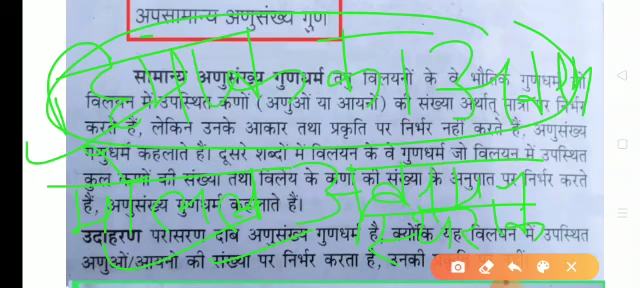 अपसामान्य अणुसंख्य गुण
सामान्य अणुसंख्य गुणधर्म विलयनों के वे भौतिक गुणधर्म जो
विलयन में उपस्थित कणों (अणुओं या आयनों) की संख्या अर्थात् मात्रा पर निर्भर
करते हैं, लेकिन उनके आकार तथा प्रकृति पर निर्भर नहीं करते हैं, अणुसंख्य
गुणधर्म कहलाते हैं। दूसरे शब्दों में विलयन के वे गुणधर्म जो विलयन में उपस्थित
कुल कणों की संख्या तथा विलेय के कणों की संख्या के अनुपात पर निर्भर करते
हैं, अणुसंख्य गुणधर्म कहलाते हैं।
उदाहरण परासरण दाब अणुसंख्य गुणधर्म है, क्योंकि यह विलयन में उपस्थित
अणुओं/आयनों की संख्या पर निर्भर करता है, उनकी